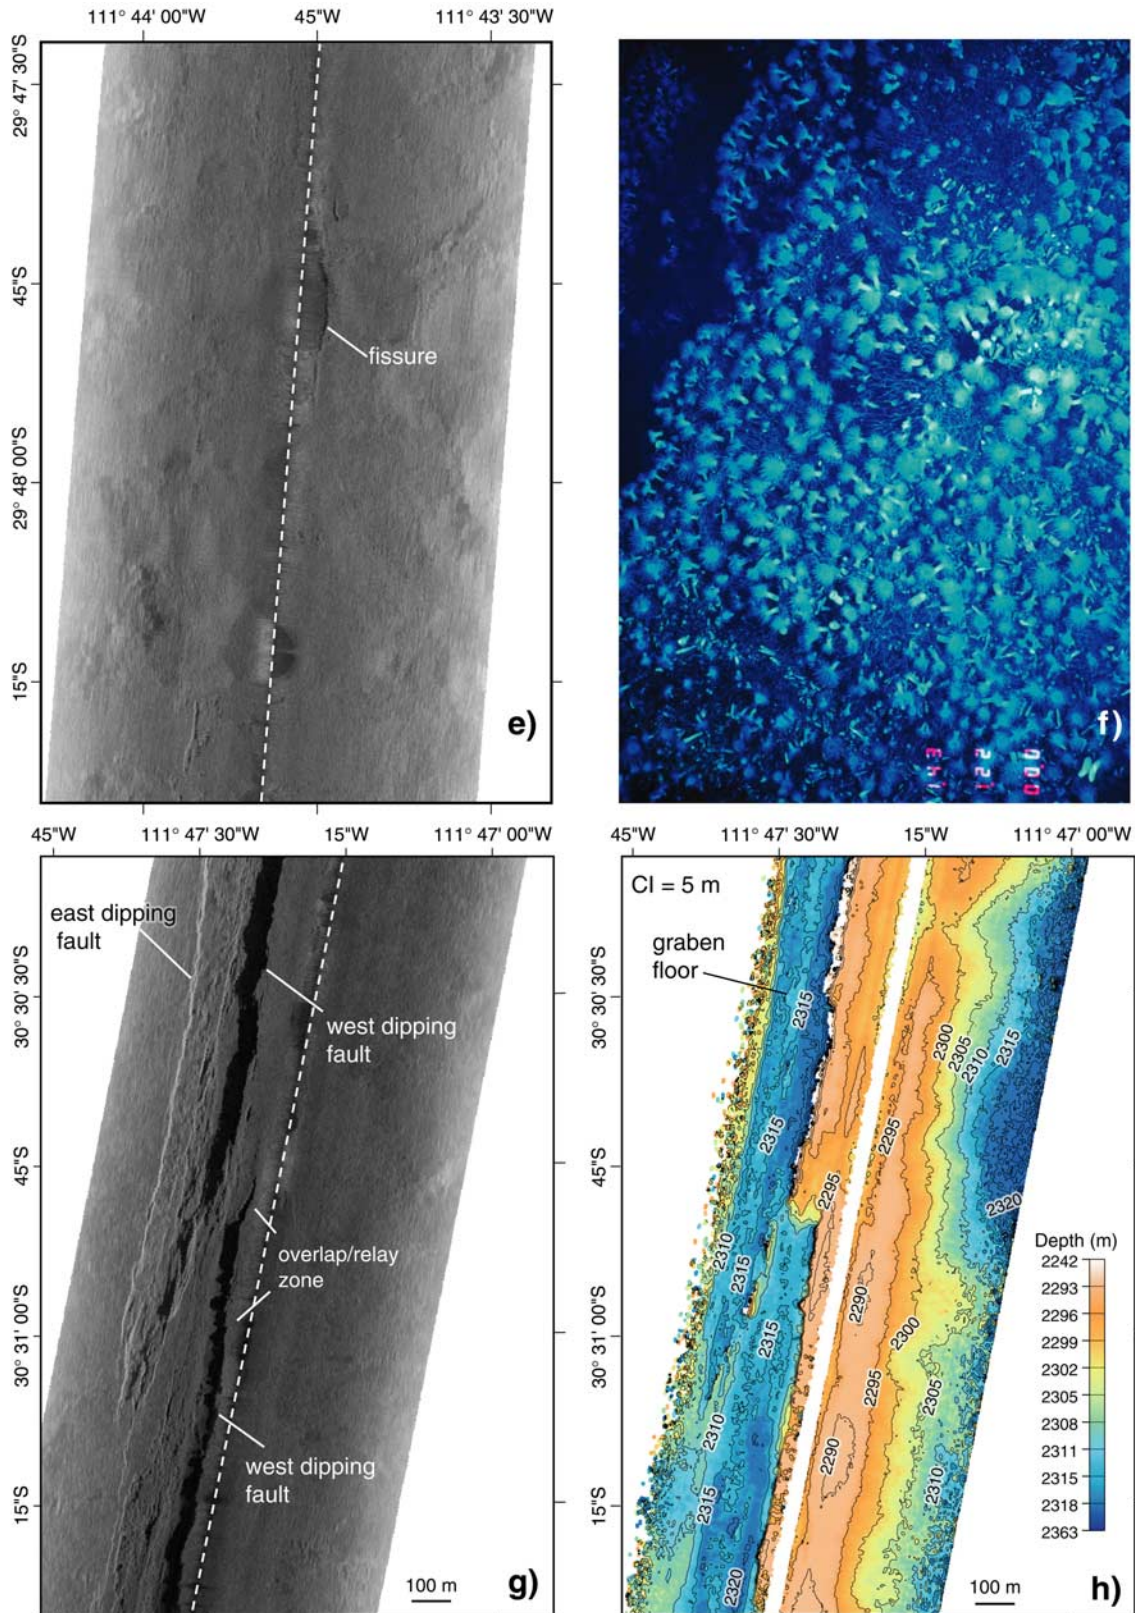 111° 44' 00"W
45"W
111° 43' 30"W
29° 47' 30"S
45"S
29° 48' 00"S
15"S
fissure
e)
f)
143
122
00:0
45"W
111° 47' 30"W
15"W
111° 47' 00"W
30° 30' 30"S
45"S
30° 31' 00"S
15"S
east dipping
fault
west dipping
fault
overlap/relay
zone
west dipping
fault
100 m
g)
45"W
111° 47' 30"W
15"W
111° 47' 00"W
30° 30' 30"S
45"S
30° 31' 00"S
15"S
CI = 5 m
graben
floor
2315
2300
2305
2310
2315
2315
2295
2295
2320
2310
2315
2290
2315
2300
2295
2305
2310
2290
2310
2315
2320
Depth (m)
2242
2293
2296
2299
2302
2305
2308
2311
2315
2318
2363
100 m
h)